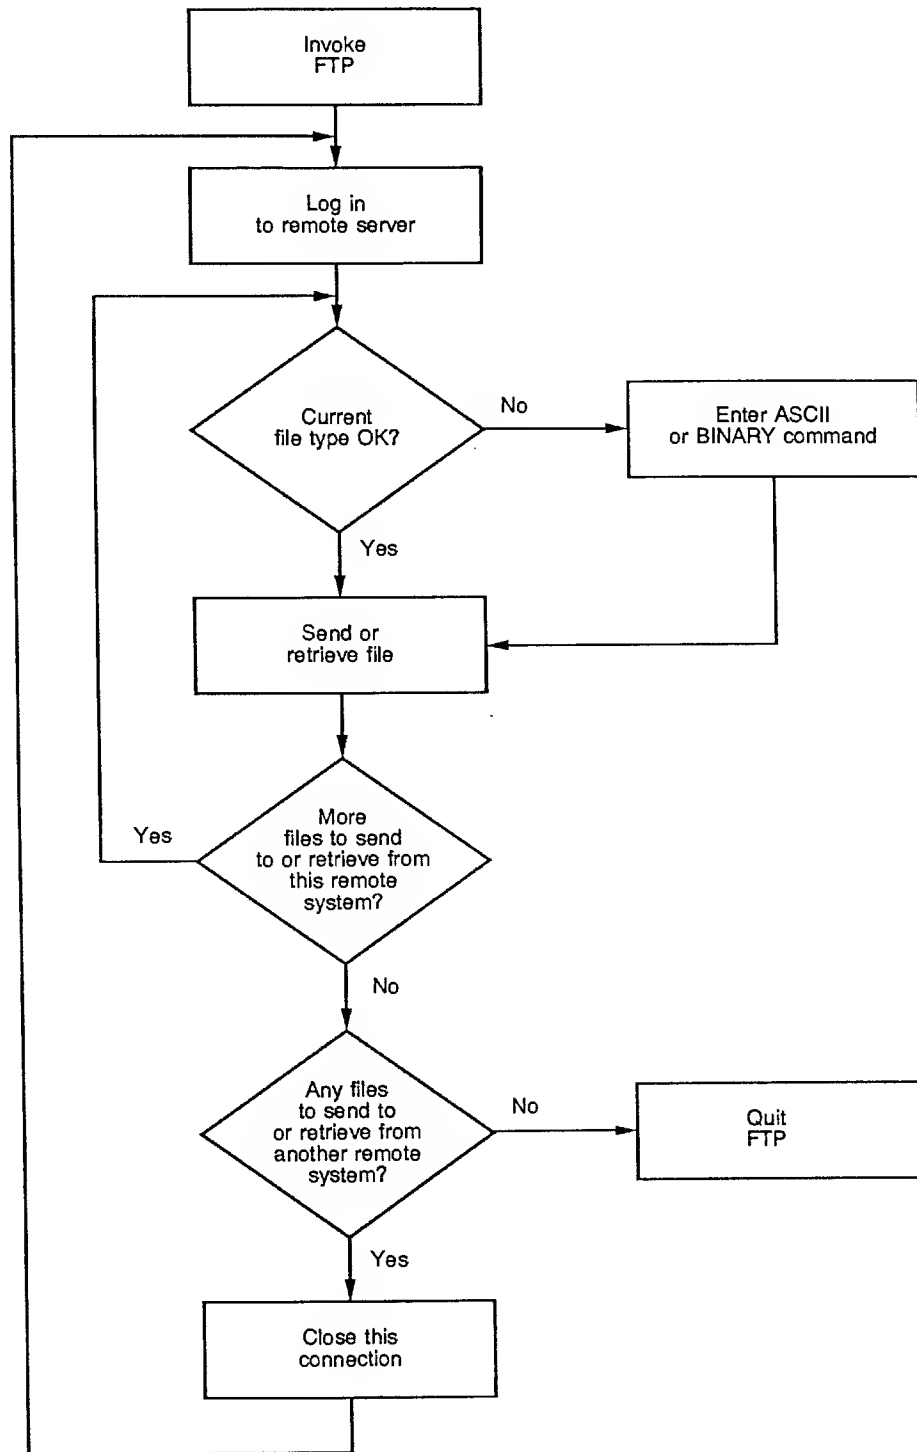 Invoke
FTP
Log in
to remote server
Current
file type OK?
No
Enter ASCII
or BINARY command
Yes
Send or
retrieve file
More
files to send
to or retrieve from
this remote
system?
Yes
No
Any files
to send to
or retrieve from
another remote
system?
No
Quit
FTP
Yes
Close this
connection